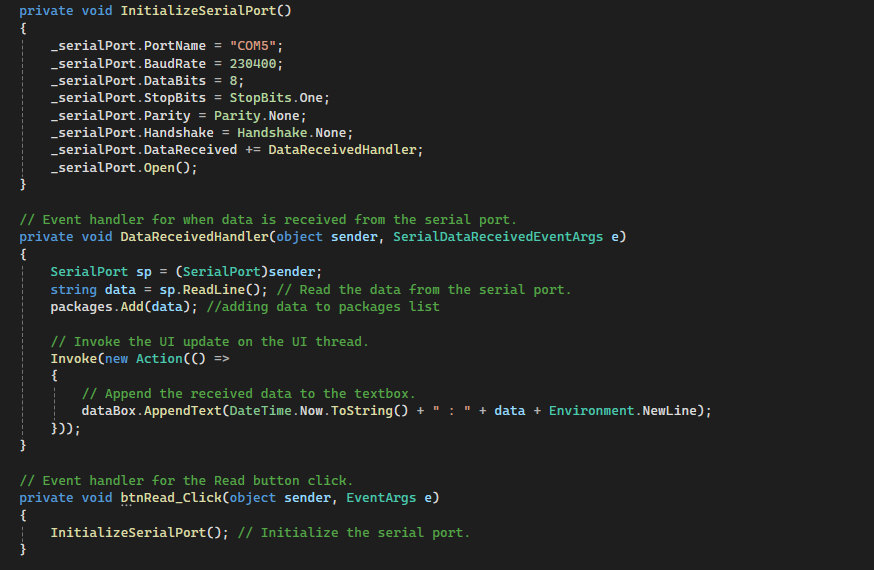 private void InitializeSerialPort()
{
    _serialPort.PortName = "COM5";
    _serialPort.BaudRate = 230400;
    _serialPort.DataBits = 8;
    _serialPort.StopBits = StopBits.One;
    _serialPort.Parity = Parity.None;
    _serialPort.Handshake = Handshake.None;
    _serialPort.DataReceived += DataReceivedHandler;
    _serialPort.Open();
}

// Event handler for when data is received from the serial port.
private void DataReceivedHandler(object sender, SerialDataReceivedEventArgs e)
{
    SerialPort sp = (SerialPort)sender;
    string data = sp.ReadLine(); // Read the data from the serial port.
    packages.Add(data); //adding data to packages list

    // Invoke the UI update on the UI thread.
    Invoke(new Action(() =>
    {
        // Append the received data to the textbox.
        dataBox.AppendText(DateTime.Now.ToString() + " : " + data + Environment.NewLine);
    }));
}

// Event handler for the Read button click.
private void btnRead_Click(object sender, EventArgs e)
{
    InitializeSerialPort(); // Initialize the serial port.
}